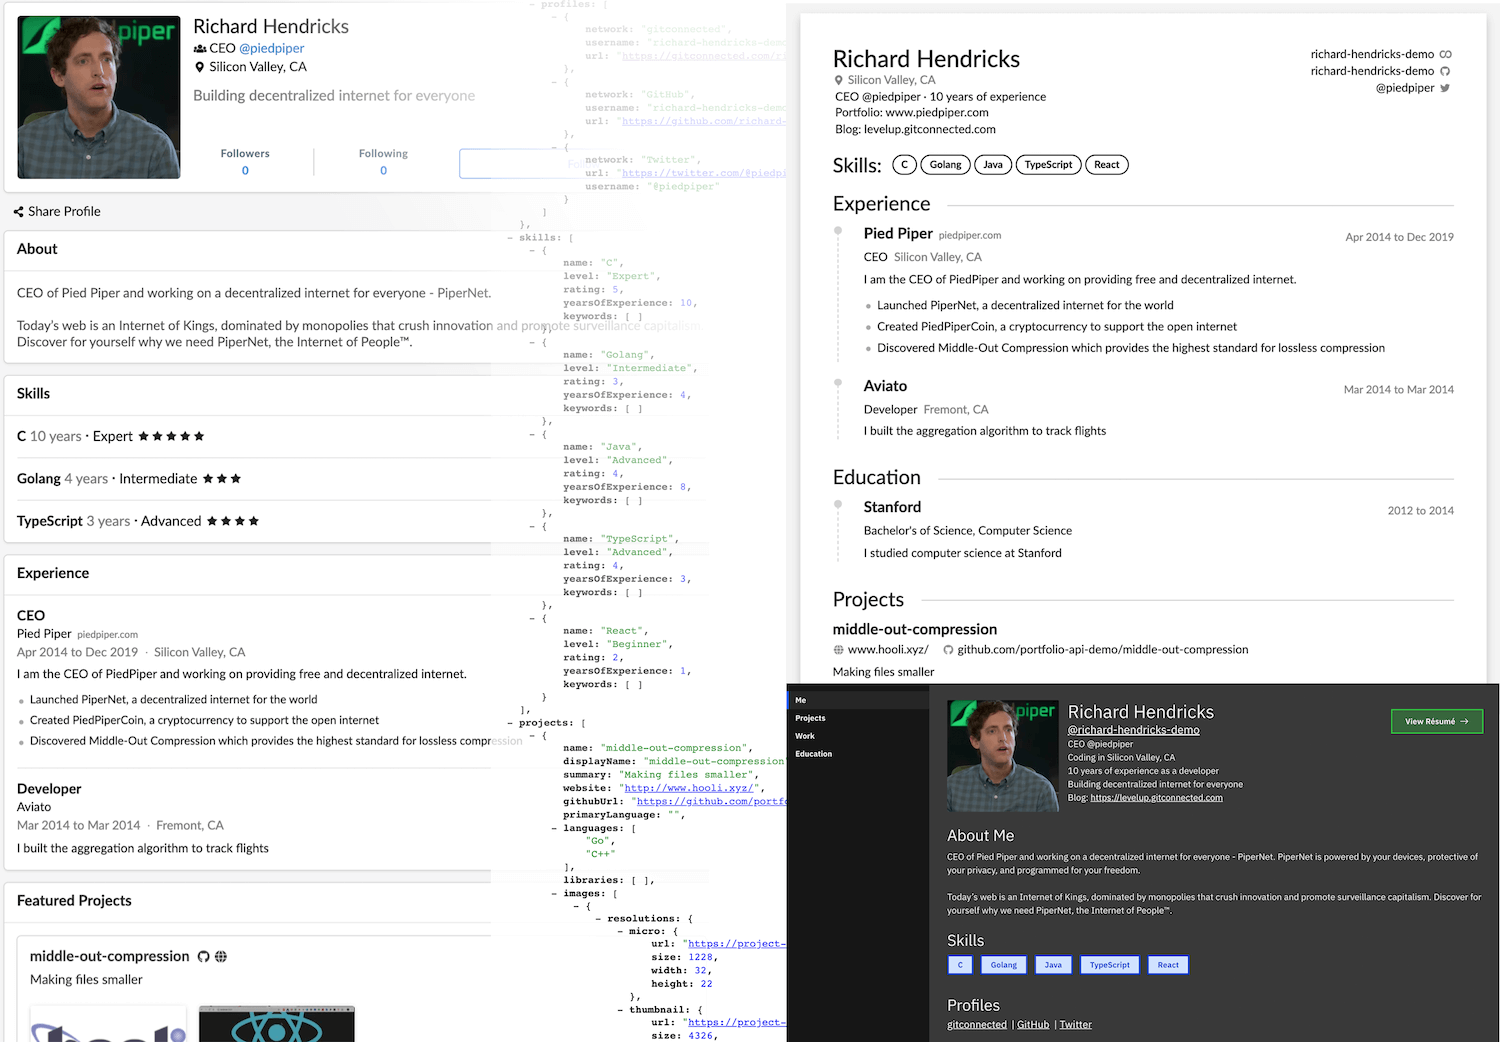 piedpiper
Richard Hendricks
CEO @piedpiper
Silicon Valley, CA
Building decentralized internet for everyone
Followers
0
Following
0
Share Profile
About
CEO of Pied Piper and working on a decentralized internet for everyone - PiperNet.
Today's web is an Internet of Kings, dominated by monopolies that crush innovation and promote surveillance capitalism.
Discover for yourself why we need PiperNet, the Internet of People™.
Skills
C 10 years · Expert ★★★★★
Golang 4 years · Intermediate ★★★
TypeScript 3 years · Advanced ★★★★
Experience
CEO
Pied Piper piedpiper.com
Apr 2014 to Dec 2019 · Silicon Valley, CA
I am the CEO of PiedPiper and working on providing free and decentralized internet.
Launched PiperNet, a decentralized internet for the world
Created PiedPiperCoin, a cryptocurrency to support the open internet
Discovered Middle-Out Compression which provides the highest standard for lossless compression
Developer
Aviato
Mar 2014 to Mar 2014 · Fremont, CA
I built the aggregation algorithm to track flights
Featured Projects
middle-out-compression
Making files smaller
- profiles: [
- {
network: "gitconnected",
username: "richard-hendricks-demo
url: "https://gitconnected.com/ri
},
- {
network: "GitHub",
username: "richard-hendricks-demo
url: "https://github.com/richard-
},
- {
network: "Twitter",
url: "https://twitter.com/@piedpi
username: "@piedpiper"
}
]
},
- skills: [
- {
name: "C",
level: "Expert",
rating: 5,
yearsOfExperience: 10,
keywords: [ ]
},
- {
name: "Golang",
level: "Intermediate",
rating: 3,
yearsOfExperience: 4,
keywords: [ ]
},
- {
name: "Java",
level: "Advanced",
rating: 4,
yearsOfExperience: 8,
keywords: [ ]
},
- {
name: "TypeScript",
level: "Advanced",
rating: 4,
yearsOfExperience: 3,
keywords: [ ]
},
- {
name: "React",
level: "Beginner",
rating: 2,
yearsOfExperience: 1,
keywords: [ ]
}
],
- projects: [
- {
name: "middle-out-compression",
displayName: "middle-out-compression"
summary: "Making files smaller",
website: "http://www.hooli.xyz/",
githubUrl: "https://github.com/portfo
primaryLanguage: "",
- languages: [
"Go",
"C++"
],
libraries: [ ],
- images: [
- {
- resolutions: {
- micro: {
url: "https://project-
size: 1228,
width: 32,
height: 22
},
- thumbnail: {
url: "https://project-
size: 4326,
Richard Hendricks
Silicon Valley, CA
CEO @piedpiper · 10 years of experience
Portfolio: www.piedpiper.com
Blog: levelup.gitconnected.com
richard-hendricks-demo
richard-hendricks-demo
@piedpiper
Skills: C Golang Java TypeScript React
Experience
Pied Piper piedpiper.com Apr 2014 to Dec 2019
CEO Silicon Valley, CA
I am the CEO of PiedPiper and working on providing free and decentralized internet.
Launched PiperNet, a decentralized internet for the world
Created PiedPiperCoin, a cryptocurrency to support the open internet
Discovered Middle-Out Compression which provides the highest standard for lossless compression
Aviato Mar 2014 to Mar 2014
Developer Fremont, CA
I built the aggregation algorithm to track flights
Education
Stanford 2012 to 2014
Bachelor's of Science, Computer Science
I studied computer science at Stanford
Projects
middle-out-compression
www.hooli.xyz/ github.com/portfolio-api-demo/middle-out-compression
Making files smaller
Me
Projects
Work
Education
piper
Richard Hendricks
@richard-hendricks-demo
CEO @piedpiper
Coding in Silicon Valley, CA
10 years of experience as a developer
Building decentralized internet for everyone
Blog: https://levelup.gitconnected.com
View Résumé →
About Me
CEO of Pied Piper and working on a decentralized internet for everyone - PiperNet. PiperNet is powered by your devices, protective of
your privacy, and programmed for your freedom.
Today's web is an Internet of Kings, dominated by monopolies that crush innovation and promote surveillance capitalism. Discover for
yourself why we need PiperNet, the Internet of People™.
Skills
C Golang Java TypeScript React
Profiles
gitconnected | GitHub | Twitter